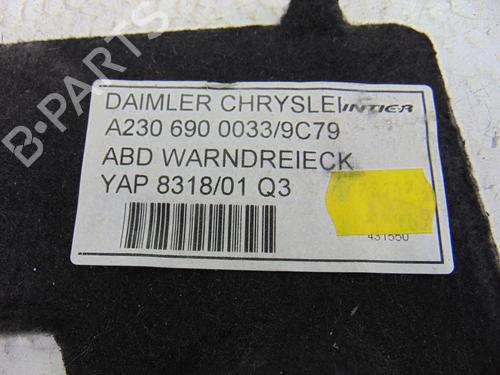 DAIMLER CHRYSLE INTIER
A230 690 0033/9C79
ABD WARNDREIECK
YAP 8318/01 Q3
431550
B-PARTS